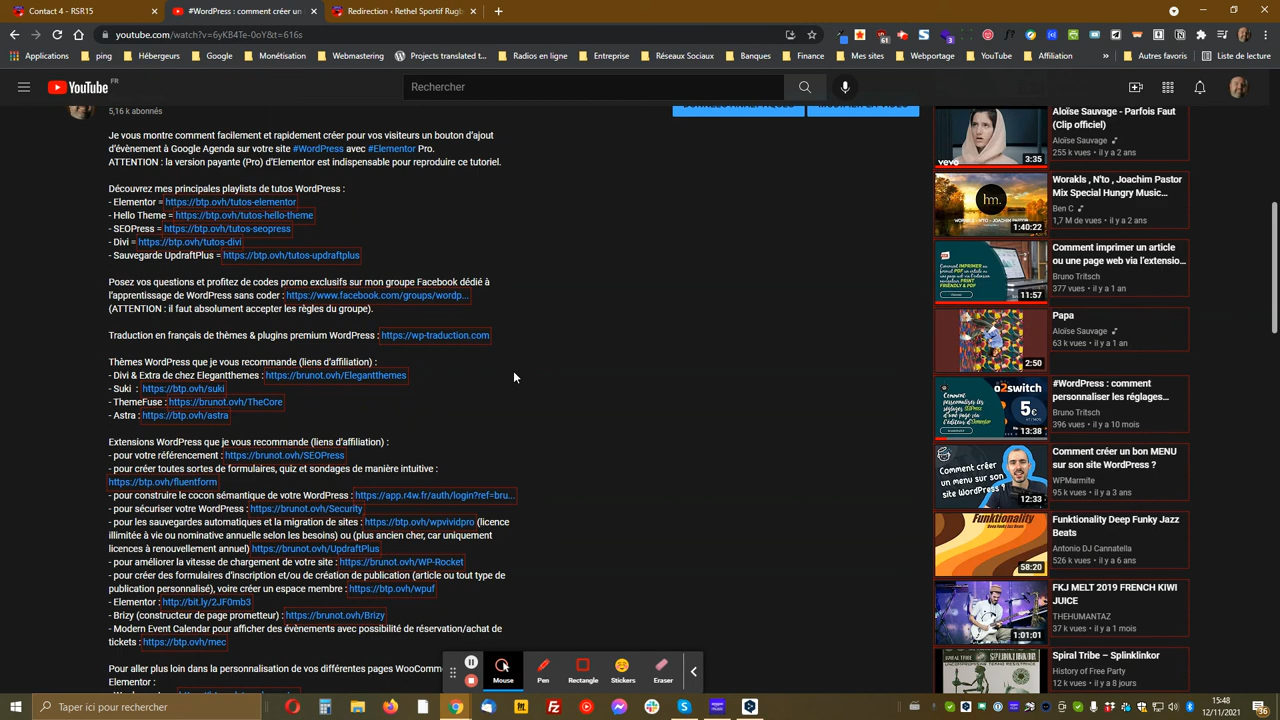 Contact 4 - RSR15
#WordPress : comment créer un
Redirection ‹ Rethel Sportif Rugb
youtube.com/watch?v=6yKB4Te-0oY&t=616s
Applications
ping
Hébergeurs
Google
Monétisation
Webmastering
Projects translated t...
Radios en ligne
Entreprise
Réseaux Sociaux
Banques
Finance
Mes sites
Webportage
YouTube
Affiliation
»
Autres favoris
Liste de lecture
YouTube FR
Rechercher
5,16 k abonnés
Je vous montre comment facilement et rapidement créer pour vos visiteurs un bouton d'ajout
d'évènement à Google Agenda sur votre site #WordPress avec #Elementor Pro.
ATTENTION : la version payante (Pro) d'Elementor est indispensable pour reproduire ce tutoriel.
Découvrez mes principales playlists de tutos WordPress :
- Elementor = https://btp.ovh/tutos-elementor
- Hello Theme = https://btp.ovh/tutos-hello-theme
- SEOPress = https://btp.ovh/tutos-seopress
- Divi = https://btp.ovh/tutos-divi
- Sauvegarde UpdraftPlus = https://btp.ovh/tutos-updraftplus
Posez vos questions et profitez de codes promo exclusifs sur mon groupe Facebook dédié à
l'apprentissage de WordPress sans coder : https://www.facebook.com/groups/wordp...
(ATTENTION : il faut absolument accepter les règles du groupe).
Traduction en français de thèmes & plugins premium WordPress : https://wp-traduction.com
Thèmes WordPress que je vous recommande (liens d'affiliation) :
- Divi & Extra de chez Elegantthemes : https://brunot.ovh/Elegantthemes
- Suki : https://btp.ovh/suki
- ThemeFuse : https://brunot.ovh/TheCore
- Astra : https://btp.ovh/astra
Extensions WordPress que je vous recommande (liens d'affiliation) :
- pour votre référencement : https://brunot.ovh/SEOPress
- pour créer toutes sortes de formulaires, quiz et sondages de manière intuitive :
https://btp.ovh/fluentform
- pour construire le cocon sémantique de votre WordPress : https://app.r4w.fr/auth/login?ref=bru...
- pour sécuriser votre WordPress : https://brunot.ovh/Security
- pour les sauvegardes automatiques et la migration de sites : https://btp.ovh/wpvividpro (licence
illimitée à vie ou nominative annuelle selon les besoins) ou (plus ancien cher, car uniquement
licences à renouvellement annuel) https://brunot.ovh/UpdraftPlus
- pour améliorer la vitesse de chargement de votre site : https://brunot.ovh/WP-Rocket
- pour créer des formulaires d'inscription et/ou de création de publication (article ou tout type de
publication personnalisé), voire créer un espace membre : https://btp.ovh/wpuf
- Elementor : http://bit.ly/2JF0mb3
- Brizy (constructeur de page prometteur) : https://brunot.ovh/Brizy
- Modern Event Calendar pour afficher des évènements avec possibilité de réservation/achat de
tickets : https://btp.ovh/mec
Pour aller plus loin dans la personnalisation de vos différentes pages WooComm
- Elementor :
Aloïse Sauvage - Parfois Faut
(Clip officiel)
Aloïse Sauvage
255 k vues • il y a 2 ans
vevo
3:35
Worakls , N'to , Joachim Pastor
Mix Special Hungry Music...
Ben C
1,7 M de vues • il y a 2 ans
hm.
1:40:22
Comment imprimer un article
ou une page web via l'extensio...
Bruno Tritsch
377 vues • il y a 1 an
11:57
Papa
Aloïse Sauvage
63 k vues • il y a 1 an
2:50
#WordPress : comment
personnaliser les réglages...
Bruno Tritsch
396 vues • il y a 10 mois
o2switch
5€
13:38
Comment créer un bon MENU
sur son site WordPress ?
WPMarmite
95 k vues • il y a 3 ans
Comment créer
un menu sur son
site WordPress ?
12:33
Funktionality Deep Funky Jazz
Beats
Antonio DJ Cannatella
526 k vues • il y a 6 ans
FUNKTIONALITY
Deep Funky Jazz Beats
58:20
FKJ MELT 2019 FRENCH KIWI
JUICE
THEHUMANTAZ
37 k vues • il y a 1 mois
1:01:01
Spiral Tribe – Splinklinkor
History of Free Party
12 k vues • il y a 8 jours
SPIRAL TRIBE
Mouse
Pen
Rectangle
Stickers
Eraser
Taper ici pour rechercher
15:48
12/11/2021